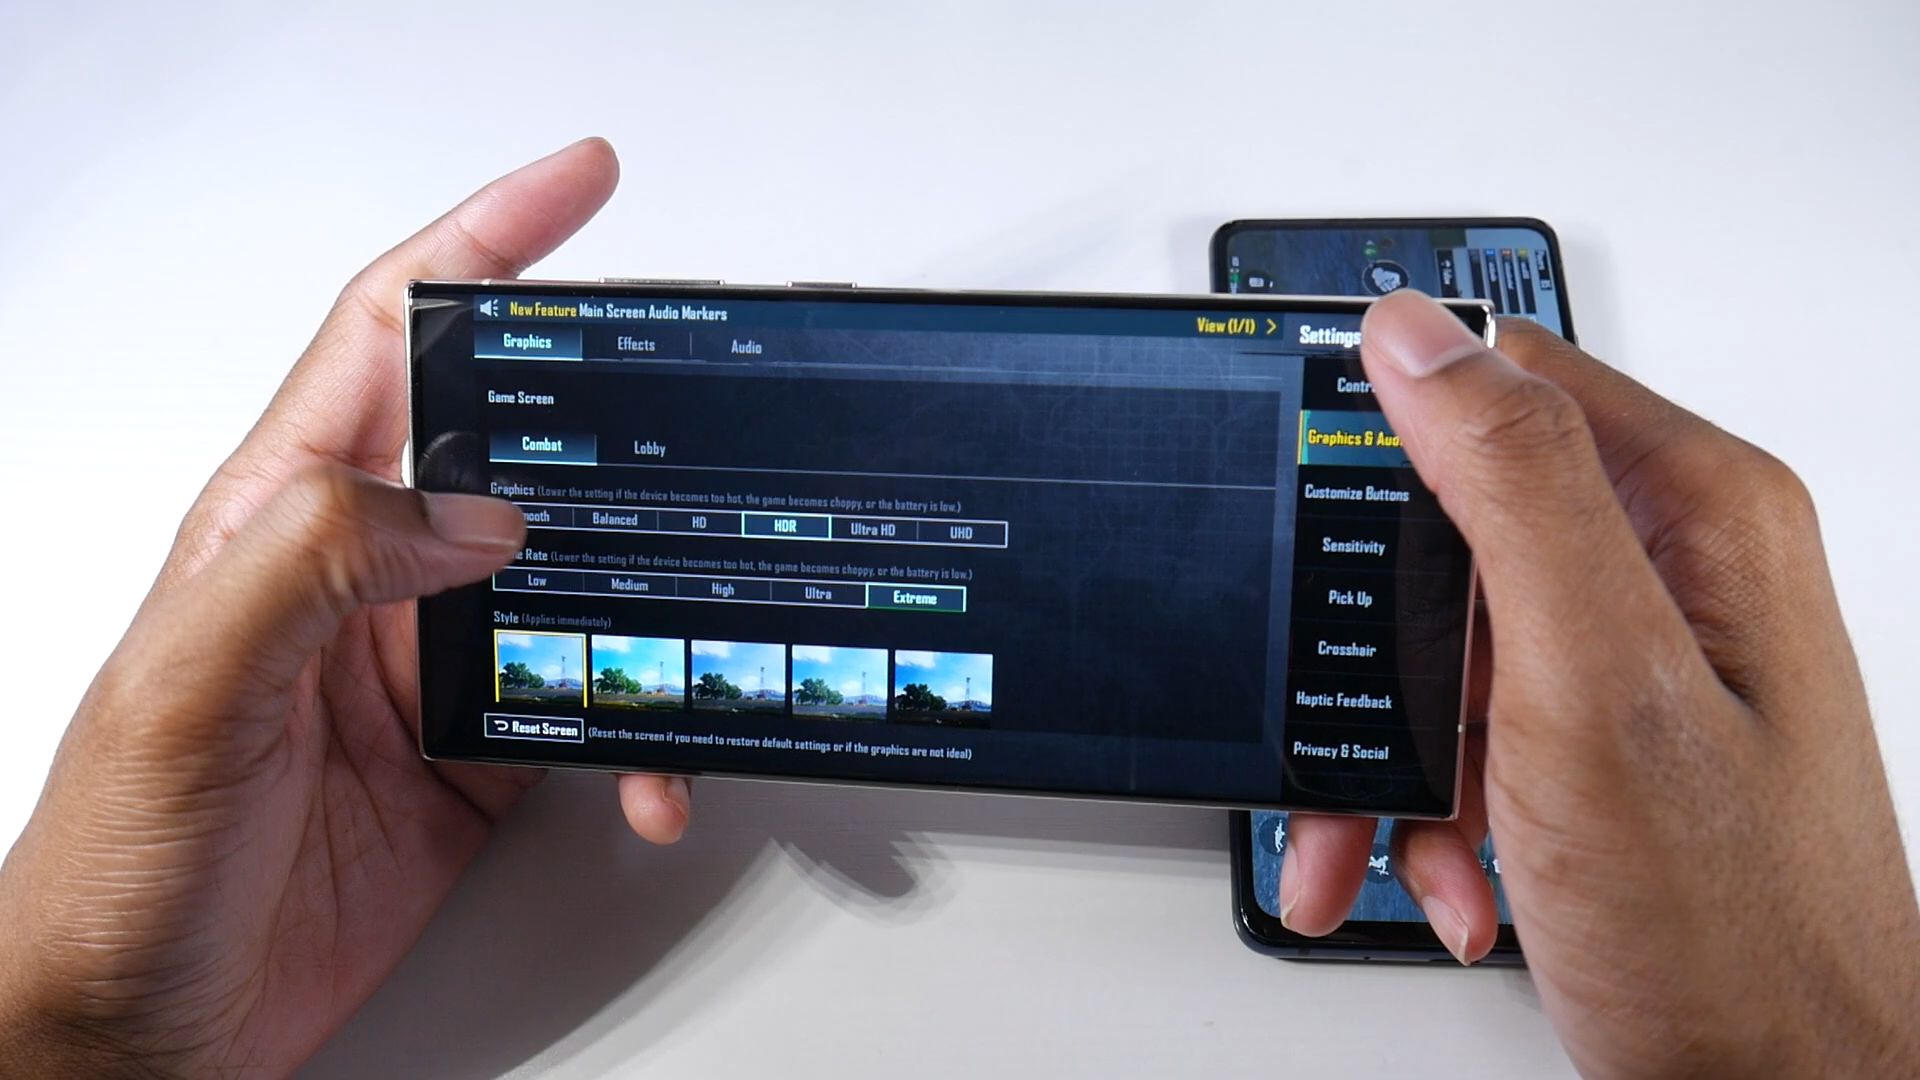 New Feature Main Screen Audio Markers
View (1/1)
Settings
Graphics
Effects
Audio
Game Screen
Combat
Lobby
Graphics (Lower the setting if the device becomes too hot, the game becomes choppy, or the battery is low.)
Balanced
HD
HDR
Ultra HD
UHD
Rate (Lower the setting if the device becomes too hot, the game becomes choppy, or the battery is low.)
Low
Medium
High
Ultra
Extreme
Style (Applies immediately)
Reset Screen
(Reset the screen if you need to restore default settings or if the graphics are not ideal)
Graphics &
Customize Buttons
Sensitivity
Pick Up
Crosshair
Haptic Feedback
Privacy & Social